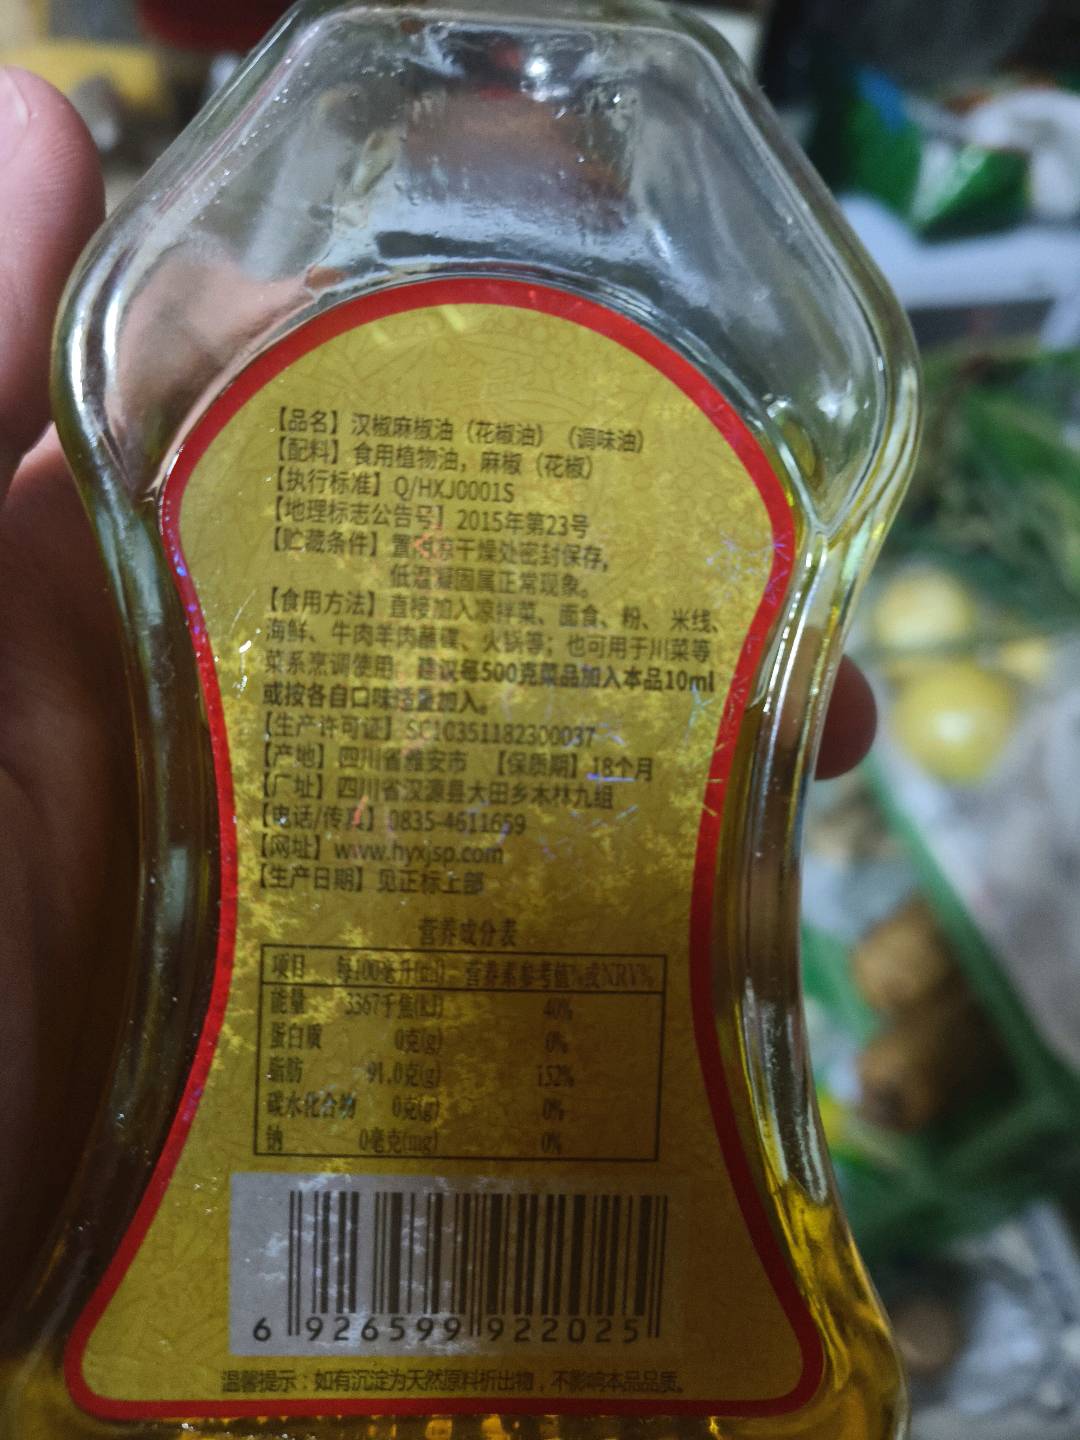 【品名】汉椒麻椒油（花椒油）（调味油）
【配料】食用植物油，麻椒（花椒）
【执行标准】Q/HXJ0001S
【地理标志公告号】2015年第23号
【贮藏条件】置阴凉干燥处密封保存，
低温凝固属正常现象。
【食用方法】直接加入凉拌菜、面食、粉、米线、
海鲜、牛肉羊肉蘸碟、火锅等；也可用于川菜等
菜系烹调使用 建议每500克菜品加入本品10ml
或按各自口味适量加入。
【生产许可证】SC10351182300037
【产地】四川省雅安市 【保质期】18个月
【厂址】四川省汉源县大田乡木林九组
【电话/传真】0835-4611659
【网址】www.hyxjsp.com
【生产日期】见正标上部
营养成分表
项目 每100毫升(ml) 营养素参考值%或NRV%
能量 3367千焦(kJ) 40%
蛋白质 0克(g) 0%
脂肪 91.0克(g) 152%
碳水化合物 0克(g) 0%
钠 0毫克(mg) 0%
6 926599 922025
温馨提示：如有沉淀为天然原料析出物，不影响本品品质。